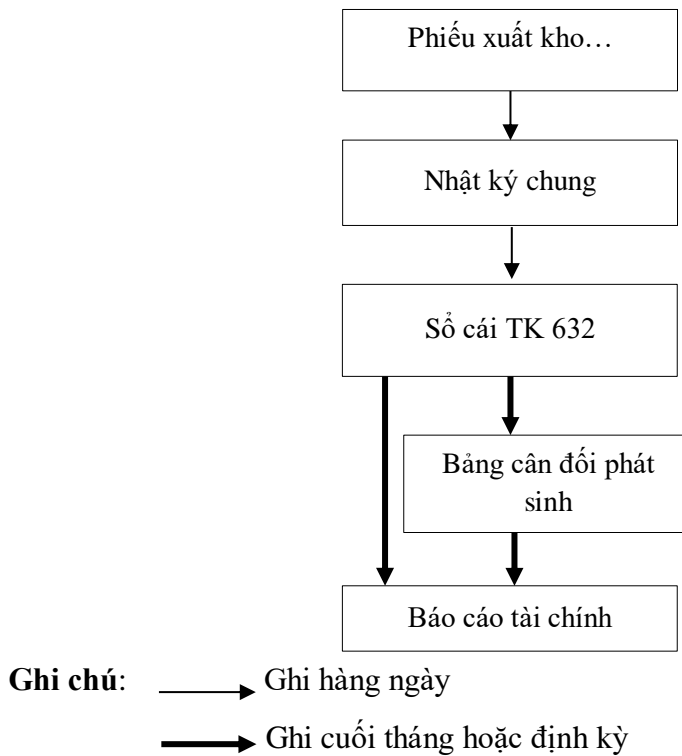 Phiếu xuất kho…
Nhật ký chung
Sổ cái TK 632
Bảng cân đối phát
sinh
Báo cáo tài chính
Ghi chú: Ghi hàng ngày
Ghi cuối tháng hoặc định kỳ